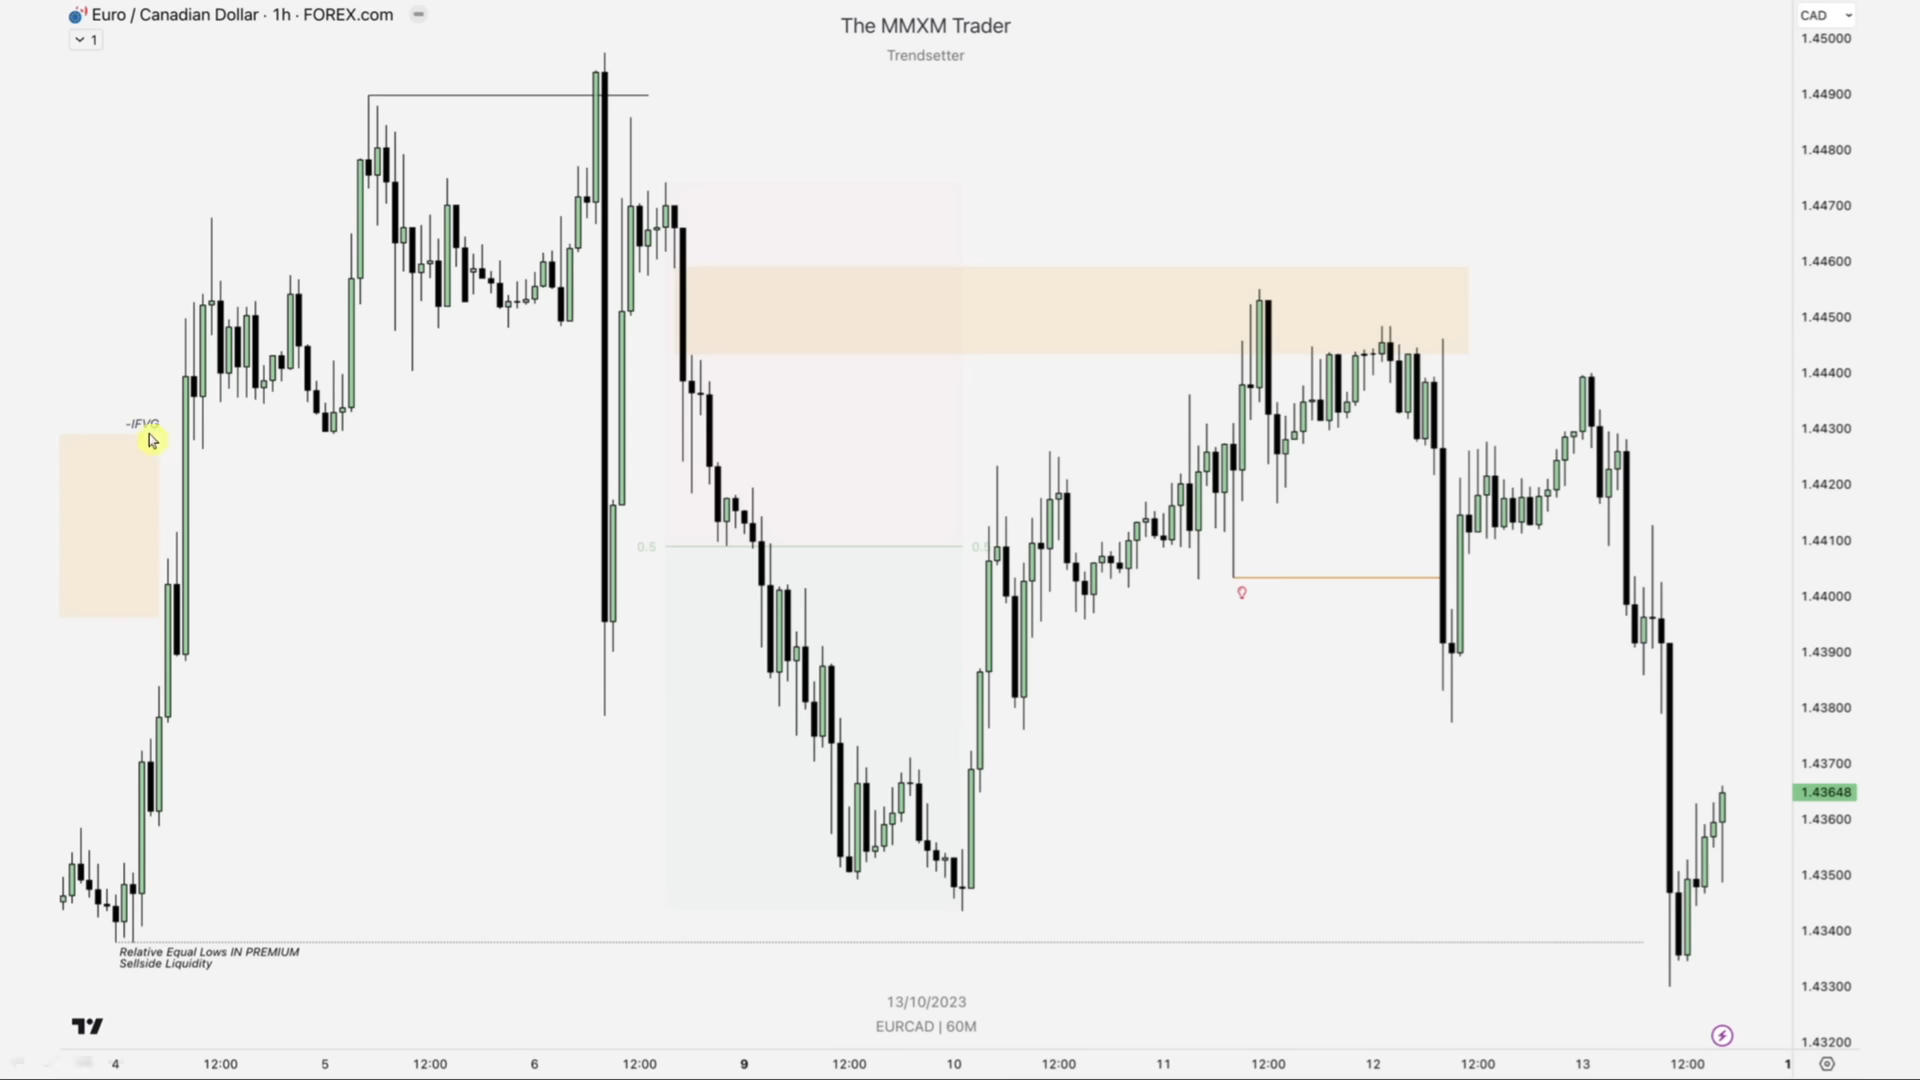 Euro / Canadian Dollar · 1h · FOREX.com
1
The MMXM Trader
Trendsetter
CAD
1.45000
1.44900
1.44800
1.44700
1.44600
1.44500
1.44400
1.44300
1.44200
1.44100
1.44000
1.43900
1.43800
1.43700
1.43648
1.43600
1.43500
1.43400
1.43300
1.43200
-IFVG
0.5
0.5
Relative Equal Lows IN PREMIUM
Sellside Liquidity
13/10/2023
EURCAD | 60M
4 12:00 5 12:00 6 12:00 9 12:00 10 12:00 11 12:00 12 12:00 13 12:00 1